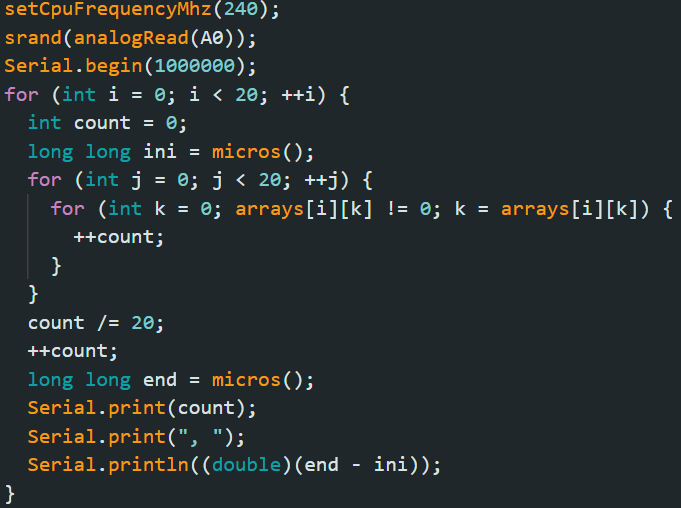 setCpuFrequencyMhz(240);
srand(analogRead(A0));
Serial.begin(1000000);
for (int i = 0; i < 20; ++i) {
  int count = 0;
  long long ini = micros();
  for (int j = 0; j < 20; ++j) {
    for (int k = 0; arrays[i][k] != 0; k = arrays[i][k]) {
      ++count;
    }
  }
  count /= 20;
  ++count;
  long long end = micros();
  Serial.print(count);
  Serial.print(", ");
  Serial.println((double)(end - ini));
}